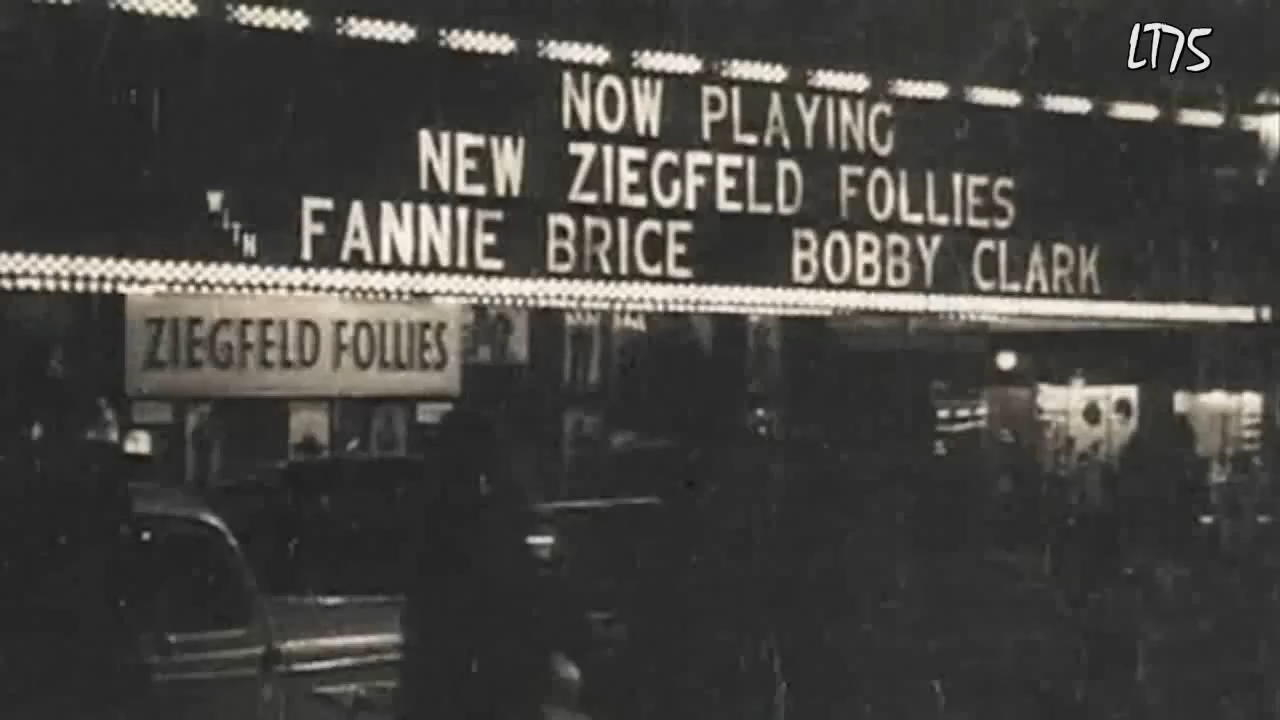 LT75
NOW PLAYING
NEW ZIEGFELD FOLLIES
WITH FANNIE BRICE BOBBY CLARK
ZIEGFELD FOLLIES